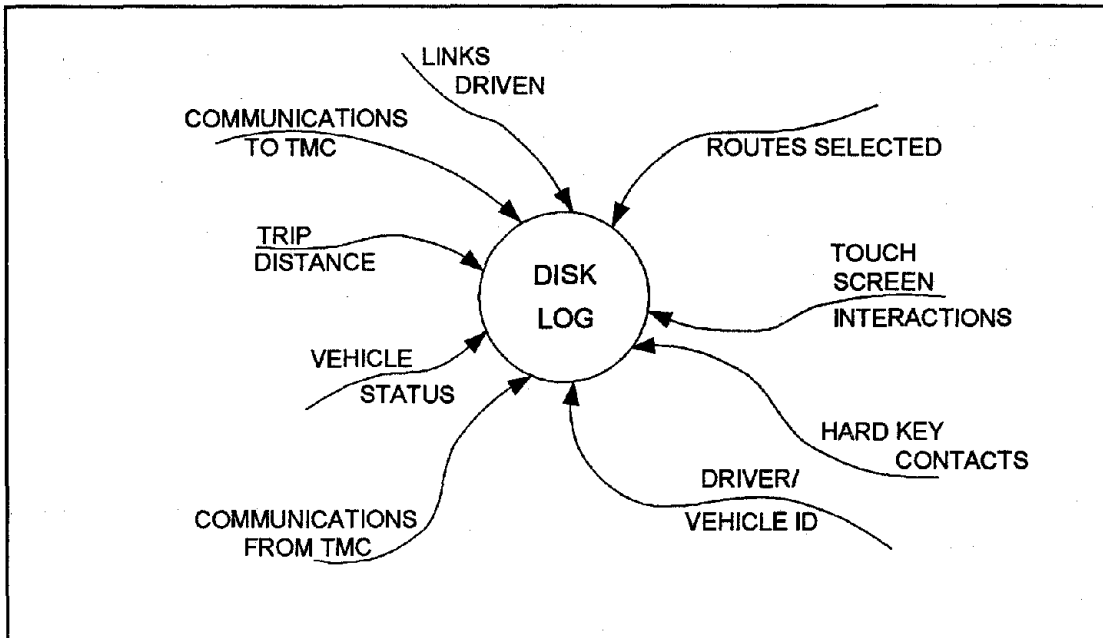 LINKS
DRIVEN
COMMUNICATIONS
TO TMC
ROUTES SELECTED
TRIP
DISTANCE
DISK
LOG
TOUCH
SCREEN
INTERACTIONS
VEHICLE
STATUS
HARD KEY
CONTACTS
DRIVER/
VEHICLE ID
COMMUNICATIONS
FROM TMC